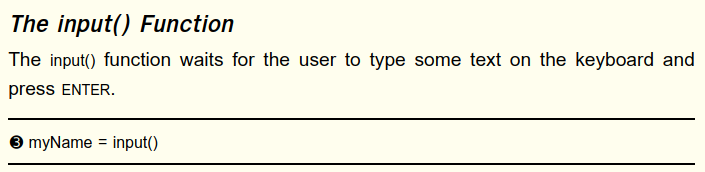 The input() Function
The input() function waits for the user to type some text on the keyboard and
press ENTER.
❸ myName = input()